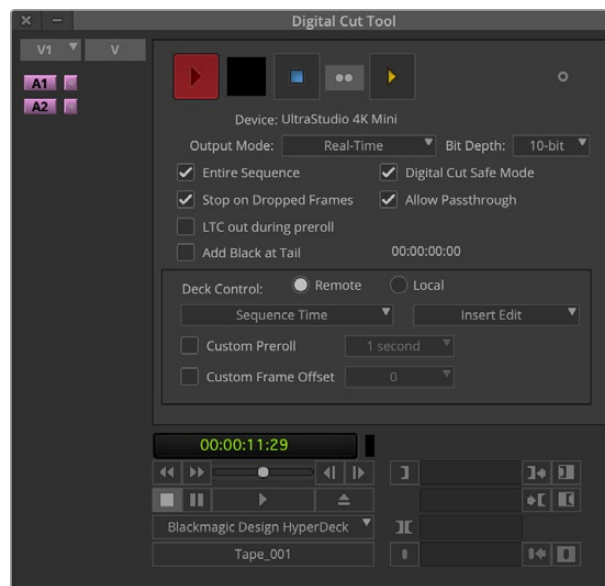 Digital Cut Tool
V1 V
A1
A2
Device: UltraStudio 4K Mini
Output Mode: Real-Time Bit Depth: 10-bit
Entire Sequence Digital Cut Safe Mode
Stop on Dropped Frames Allow Passthrough
LTC out during preroll
Add Black at Tail 00:00:00:00
Deck Control: Remote Local
Sequence Time Insert Edit
Custom Preroll 1 second
Custom Frame Offset 0
00:00:11:29
Blackmagic Design HyperDeck
Tape_001